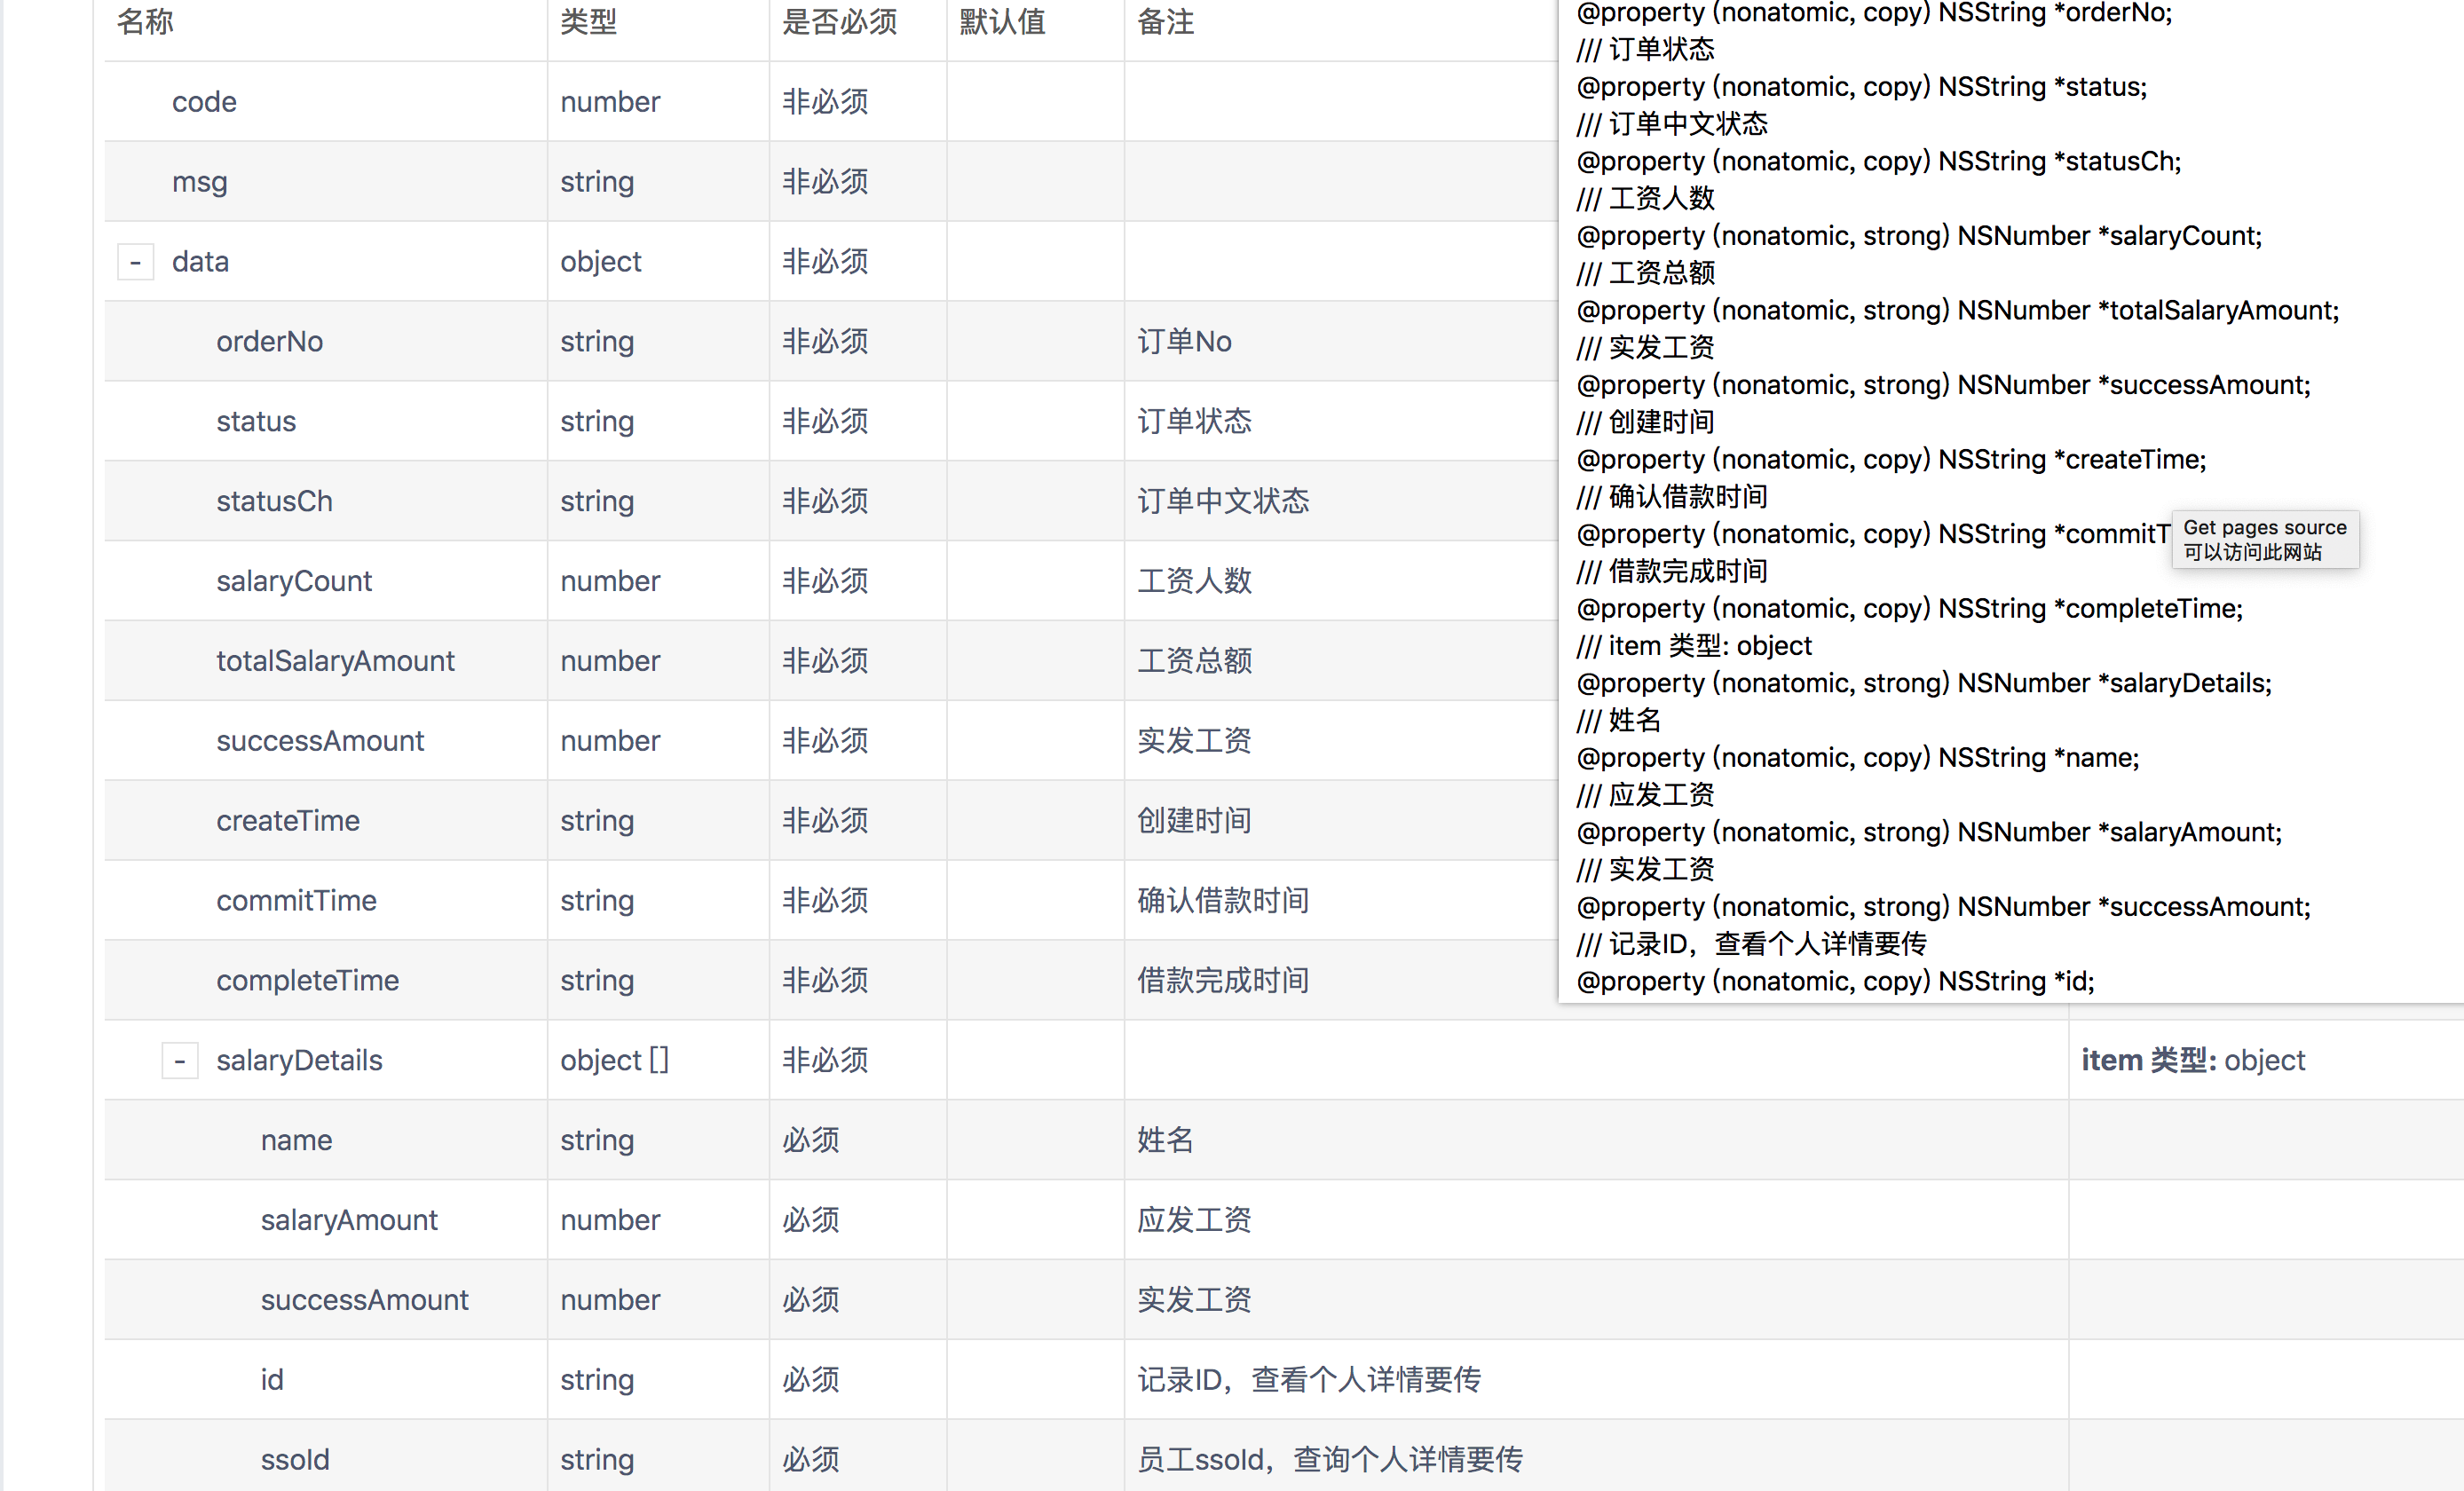 名称 类型 是否必须 默认值 备注
code number 非必须
msg string 非必须
- data object 非必须
orderNo string 非必须 订单No
status string 非必须 订单状态
statusCh string 非必须 订单中文状态
salaryCount number 非必须 工资人数
totalSalaryAmount number 非必须 工资总额
successAmount number 非必须 实发工资
createTime string 非必须 创建时间
commitTime string 非必须 确认借款时间
completeTime string 非必须 借款完成时间
- salaryDetails object [] 非必须 item 类型: object
name string 必须 姓名
salaryAmount number 必须 应发工资
successAmount number 必须 实发工资
id string 必须 记录ID，查看个人详情要传
ssoId string 必须 员工ssoId，查询个人详情要传
@property (nonatomic, copy) NSString *orderNo;
/// 订单状态
@property (nonatomic, copy) NSString *status;
/// 订单中文状态
@property (nonatomic, copy) NSString *statusCh;
/// 工资人数
@property (nonatomic, strong) NSNumber *salaryCount;
/// 工资总额
@property (nonatomic, strong) NSNumber *totalSalaryAmount;
/// 实发工资
@property (nonatomic, strong) NSNumber *successAmount;
/// 创建时间
@property (nonatomic, copy) NSString *createTime;
/// 确认借款时间
@property (nonatomic, copy) NSString *commitT
/// 借款完成时间
@property (nonatomic, copy) NSString *completeTime;
/// item 类型: object
@property (nonatomic, strong) NSNumber *salaryDetails;
/// 姓名
@property (nonatomic, copy) NSString *name;
/// 应发工资
@property (nonatomic, strong) NSNumber *salaryAmount;
/// 实发工资
@property (nonatomic, strong) NSNumber *successAmount;
/// 记录ID，查看个人详情要传
@property (nonatomic, copy) NSString *id;
Get pages source
可以访问此网站